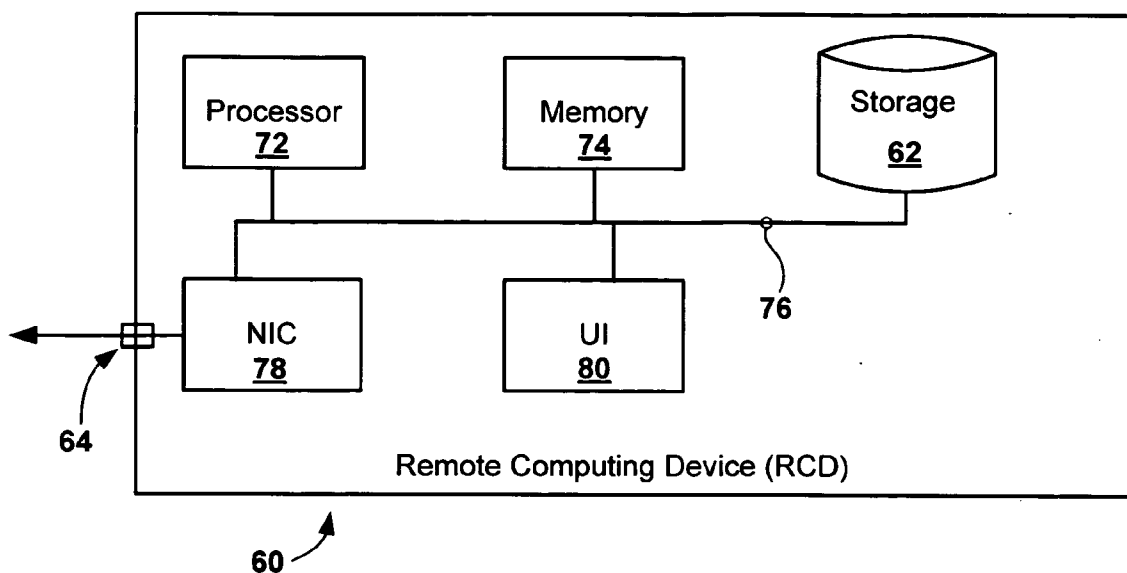 Processor
72
Memory
74
Storage
62
76
NIC
78
UI
80
64
Remote Computing Device (RCD)
60